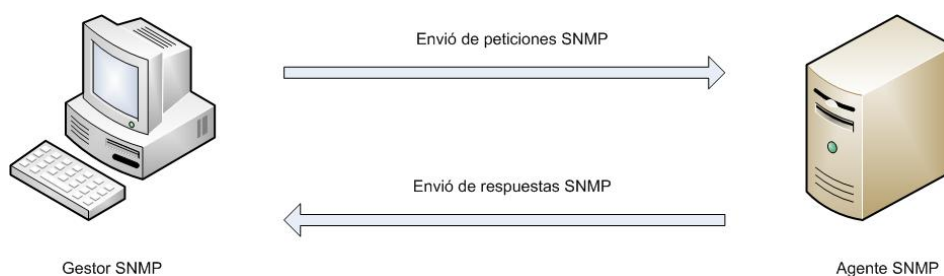 Envió de peticiones SNMP
Envió de respuestas SNMP
Gestor SNMP
Agente SNMP